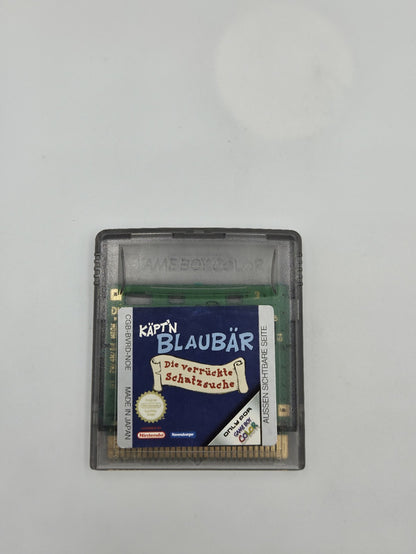 GAME BOY COLOR
KÄPT'N
BLAUBÄR
Die verrückte
Schatzsuche
CGB-BVRD-NOE
MADE IN JAPAN
AUSSEN SICHTBARE SEITE
Nintendo
Ravensburger
ONLY FOR
GAME BOY
COLOR